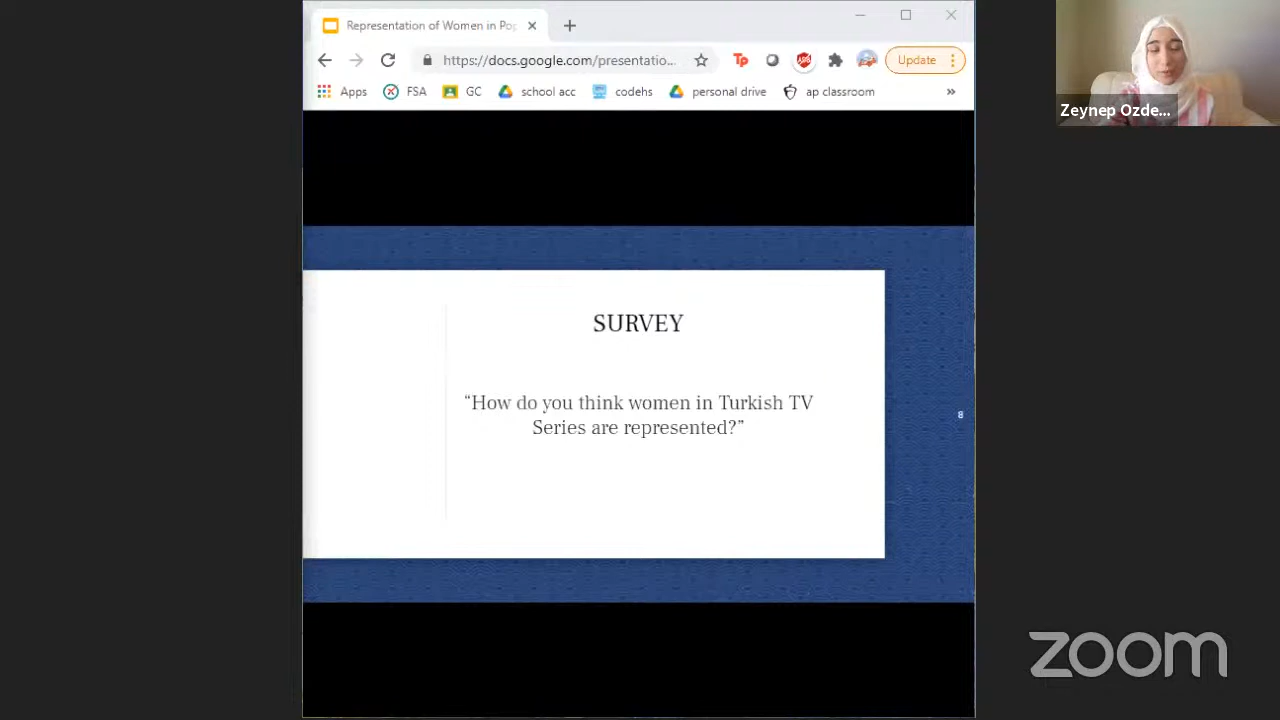 Representation of Women in Pop
https://docs.google.com/presentatio...
Update
Apps
FSA
GC
school acc
codehs
personal drive
ap classroom
»
Zeynep Ozde...
SURVEY
“How do you think women in Turkish TV
Series are represented?”
8
zoom